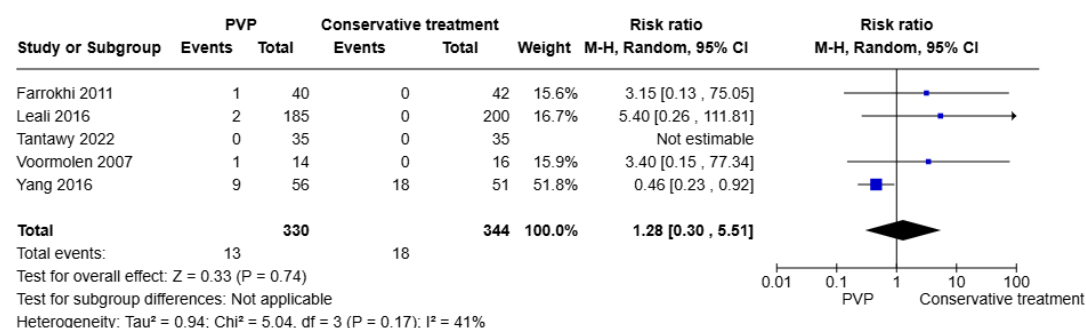 PVP Conservative treatment Risk ratio Risk ratio
Study or Subgroup Events Total Events Total Weight M-H, Random, 95% CI M-H, Random, 95% CI
Farrokhi 2011 1 40 0 42 15.6% 3.15 [0.13 , 75.05]
Leali 2016 2 185 0 200 16.7% 5.40 [0.26 , 111.81]
Tantawy 2022 0 35 0 35 Not estimable
Voormolen 2007 1 14 0 16 15.9% 3.40 [0.15 , 77.34]
Yang 2016 9 56 18 51 51.8% 0.46 [0.23 , 0.92]
Total 330 344 100.0% 1.28 [0.30 , 5.51]
Total events: 13 18
Test for overall effect: Z = 0.33 (P = 0.74)
0.01 0.1 1 10 100
Test for subgroup differences: Not applicable
PVP Conservative treatment
Heterogeneity: Tau² = 0.94; Chi² = 5.04, df = 3 (P = 0.17); I² = 41%